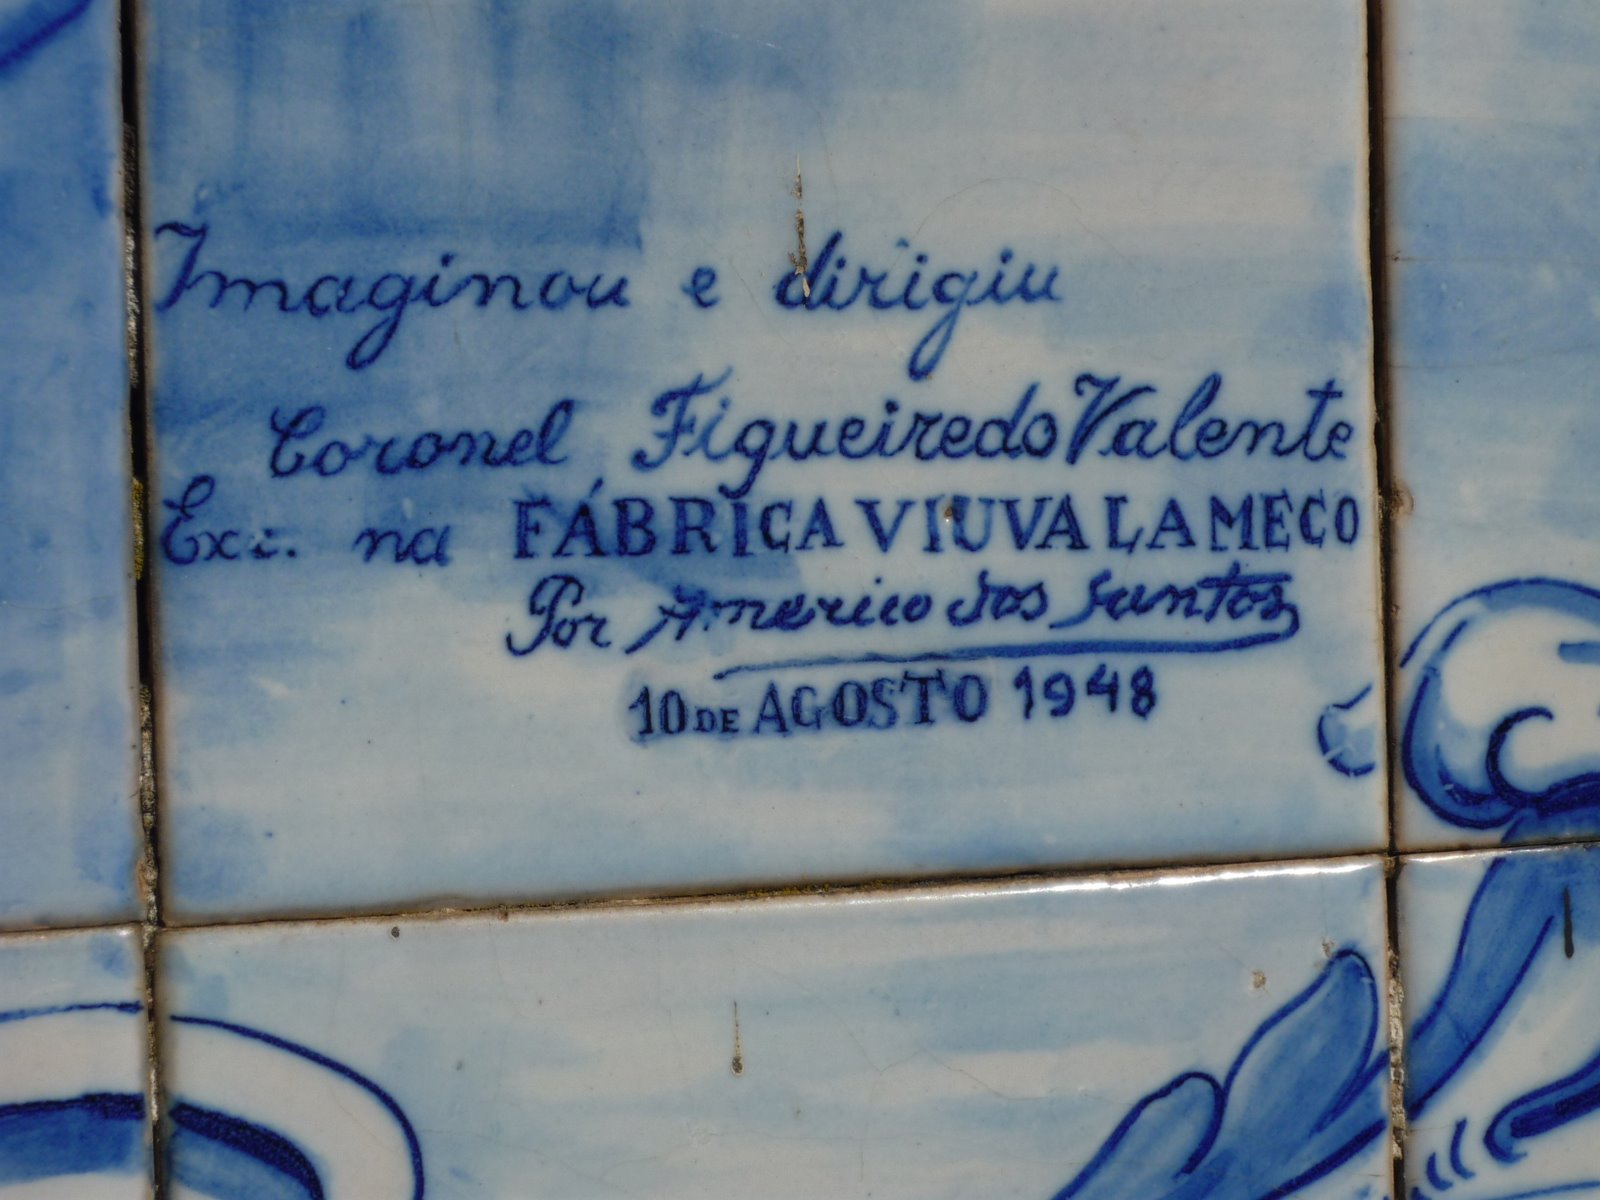 Imaginou e dirigiu
Coronel Figueiredo Valente
Exc. na FÁBRICA VIUVA LAMEGO
Por Americo dos Santos
10 DE AGOSTO 1948